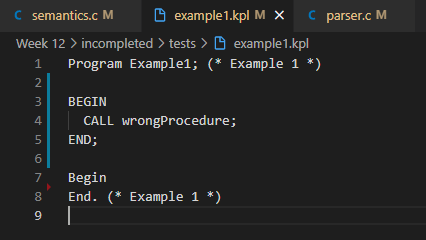 C semantics.c M example1.kpl M × C parser.c M
Week 12 > incompleted > tests > example1.kpl
1 Program Example1; (* Example 1 *)
2
3 BEGIN
4 CALL wrongProcedure;
5 END;
6
7 Begin
8 End. (* Example 1 *)
9